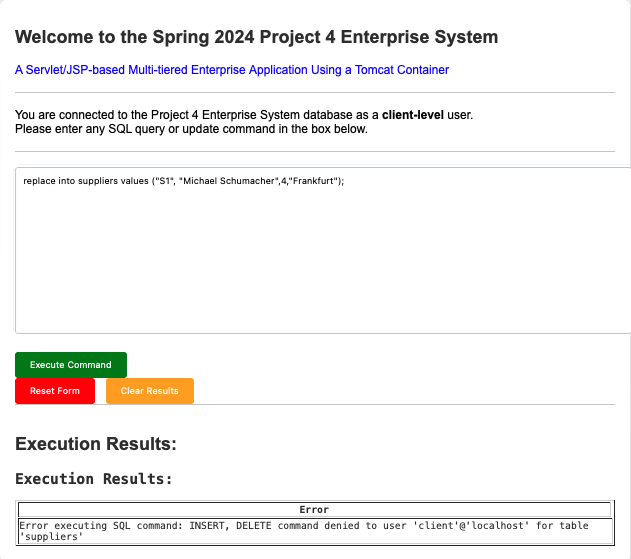 Welcome to the Spring 2024 Project 4 Enterprise System
A Servlet/JSP-based Multi-tiered Enterprise Application Using a Tomcat Container
You are connected to the Project 4 Enterprise System database as a client-level user.
Please enter any SQL query or update command in the box below.
replace into suppliers values ("S1", "Michael Schumacher",4,"Frankfurt");
Execute Command
Reset Form Clear Results
Execution Results:
Execution Results:
Error
Error executing SQL command: INSERT, DELETE command denied to user 'client'@'localhost' for table
'suppliers'